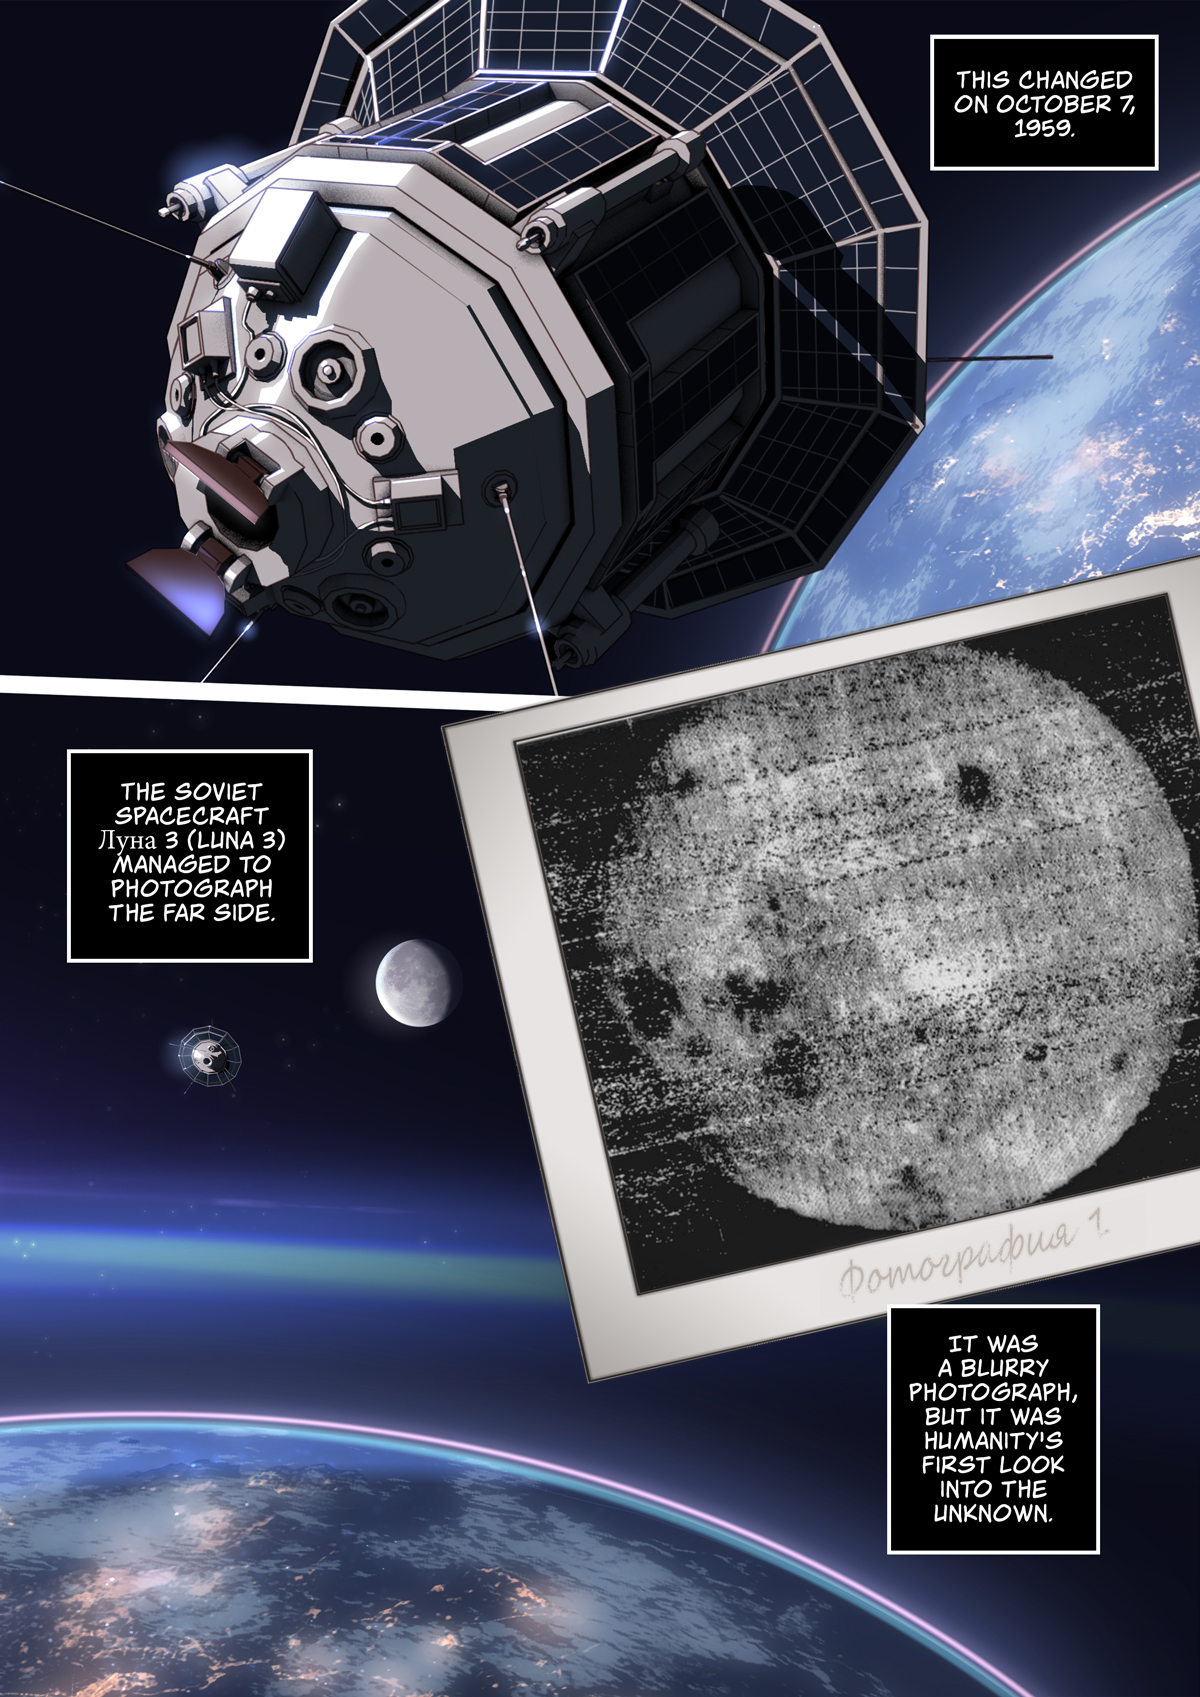 THIS CHANGED
ON OCTOBER 7,
1959.
THE SOVIET
SPACECRAFT
Луна 3 (LUNA 3)
MANAGED TO
PHOTOGRAPH
THE FAR SIDE.
Фотография 1
IT WAS
A BLURRY
PHOTOGRAPH,
BUT IT WAS
HUMANITY'S
FIRST LOOK
INTO THE
UNKNOWN.